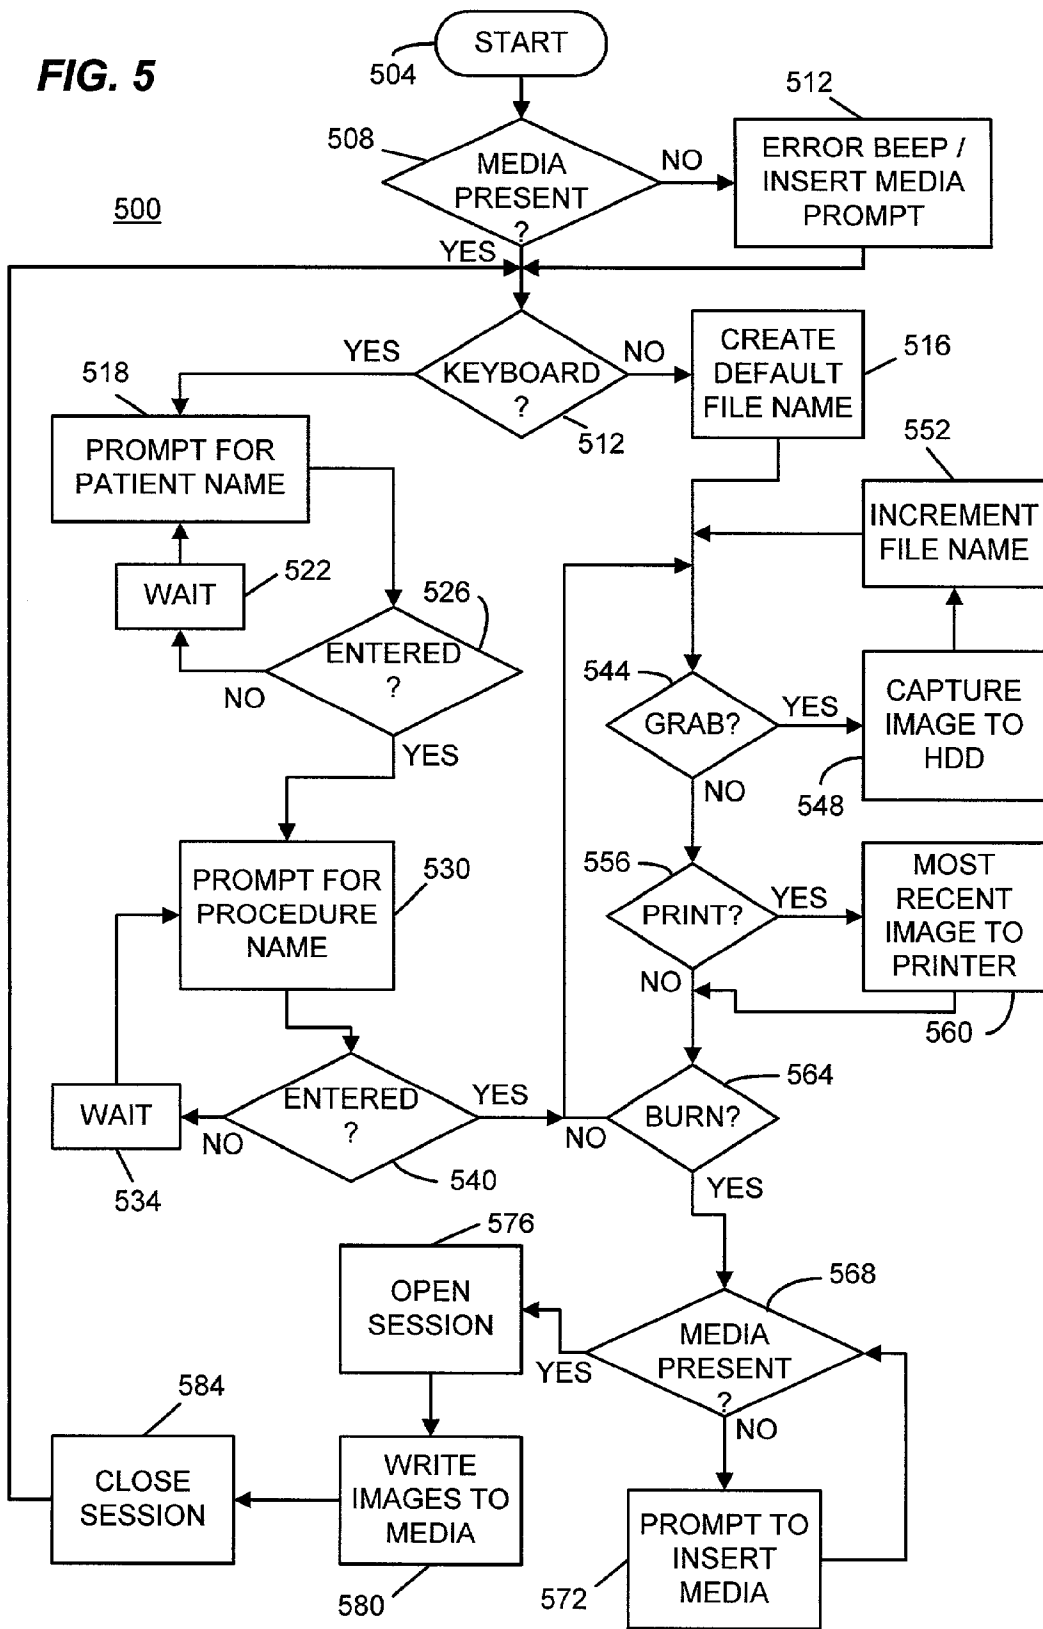 FIG. 5
500
START
504
508
MEDIA
PRESENT
?
NO
YES
512
ERROR BEEP /
INSERT MEDIA
PROMPT
KEYBOARD
?
YES
NO
512
CREATE
DEFAULT
FILE NAME
516
518
PROMPT FOR
PATIENT NAME
WAIT
522
526
ENTERED
?
NO
YES
552
INCREMENT
FILE NAME
544
GRAB?
YES
NO
CAPTURE
IMAGE TO
HDD
548
PROMPT FOR
PROCEDURE
NAME
530
556
PRINT?
YES
NO
MOST
RECENT
IMAGE TO
PRINTER
560
WAIT
534
ENTERED
?
NO
YES
540
564
BURN?
NO
YES
576
OPEN
SESSION
568
MEDIA
PRESENT
?
YES
NO
584
CLOSE
SESSION
WRITE
IMAGES TO
MEDIA
580
PROMPT TO
INSERT
MEDIA
572